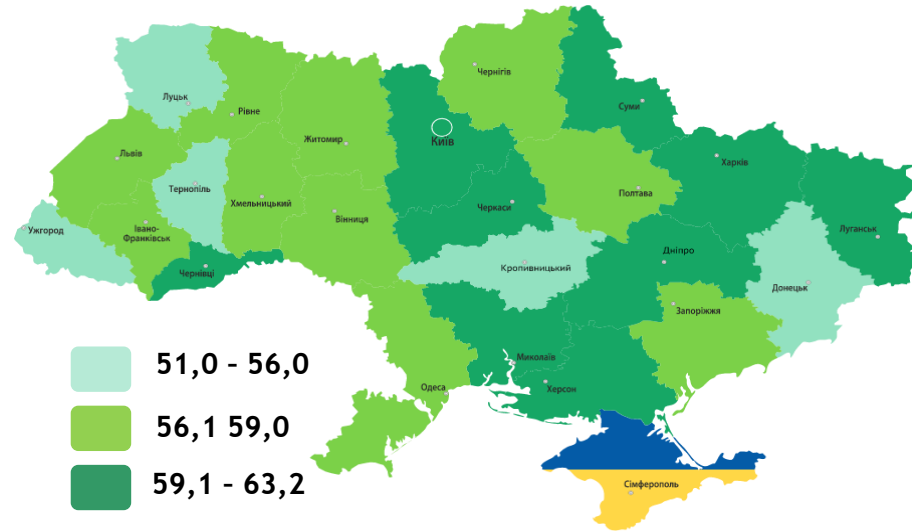 Чернігів
Луцьк
Суми
Рівне
Київ
Житомир
Львів
Харків
Тернопіль
Полтава
Хмельницький
Черкаси
Вінниця
Ужгород
Івано-
Франківськ
Луганськ
Дніпро
Чернівці
Кропивницький
Донецьк
Запоріжжя
Миколаїв
Одеса
Херсон
Сімферополь
51,0 - 56,0
56,1 59,0
59,1 - 63,2